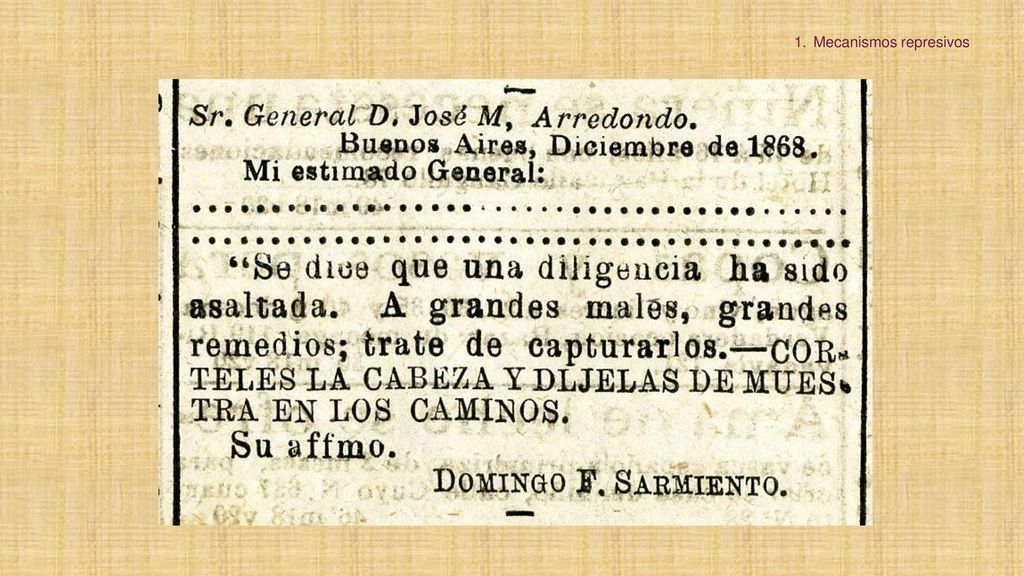 1. Mecanismos represivos
Sr. General D. José M, Arredondo.
Buenos Aires, Diciembre de 1868.
Mi estimado General:
“Se dice que una diligencia ha sido
asaltada. A grandes males, grandes
remedios; trate de capturarlos.—COR-
TELES LA CABEZA Y DLJELAS DE MUES-
TRA EN LOS CAMINOS.
Su affmo.
DOMINGO F. SARMIENTO.